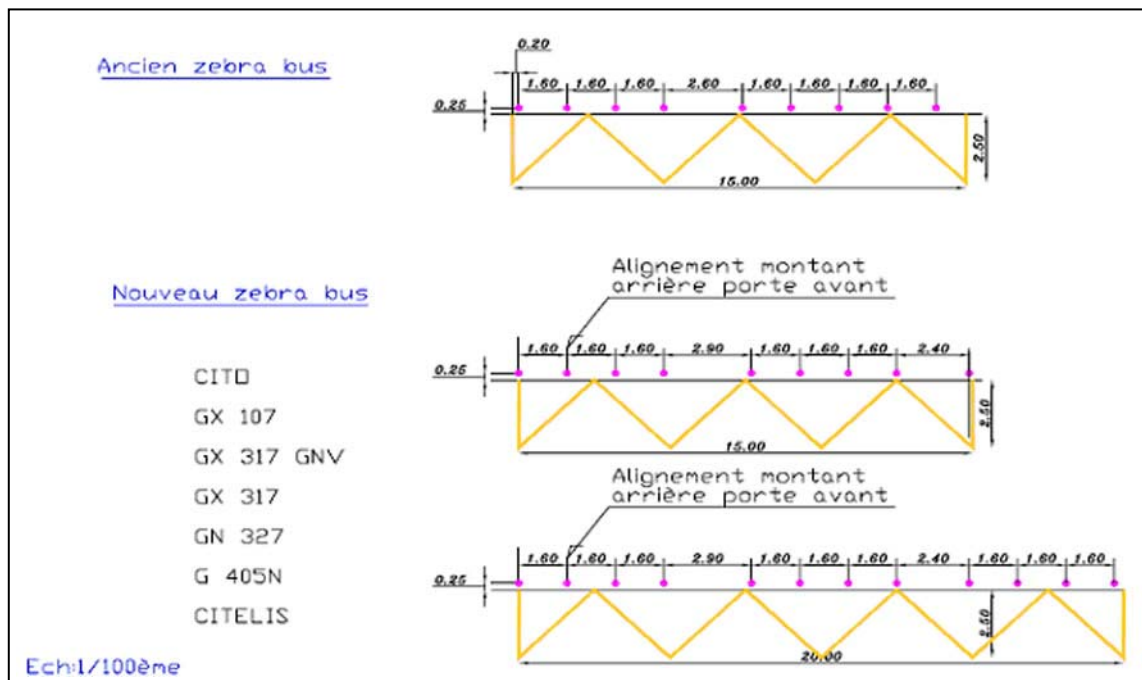 Ancien zebra bus
0.20
1.60 1.60 1.60 2.60 1.60 1.60 1.60 1.60
0.25
2.50
15.00
Nouveau zebra bus
Alignement montant
arrière porte avant
1.60 1.60 1.60 2.90 1.60 1.60 1.60 2.40
0.25
2.50
15.00
CITO
GX 107
GX 317 GNV
GX 317
GN 327
G 405N
CITELIS
Alignement montant
arrière porte avant
1.60 1.60 1.60 2.90 1.60 1.60 1.60 2.40 1.60 1.60 1.60
0.25
2.50
20.00
Ech:1/100ème